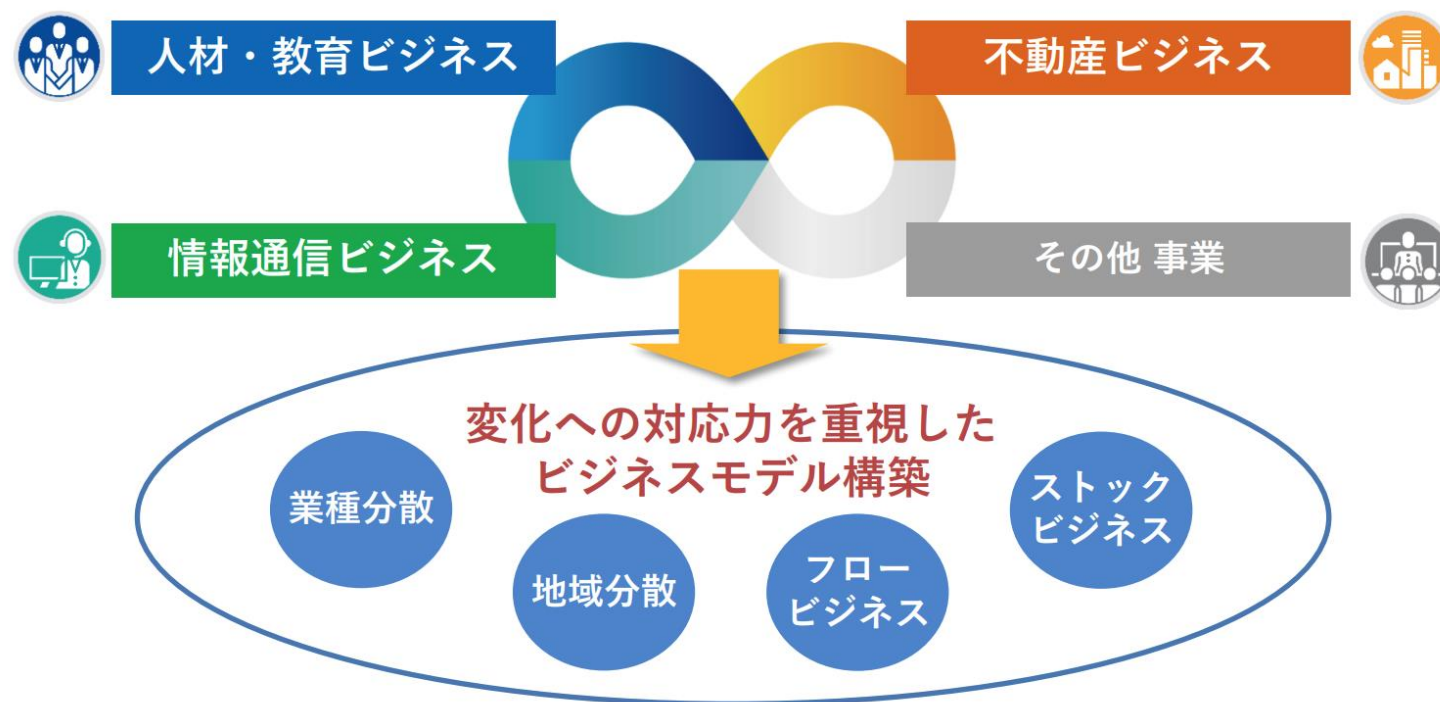 人材・教育ビジネス
不動産ビジネス
情報通信ビジネス
その他 事業
変化への対応力を重視した
ビジネスモデル構築
業種分散
地域分散
フロー
ビジネス
ストック
ビジネス